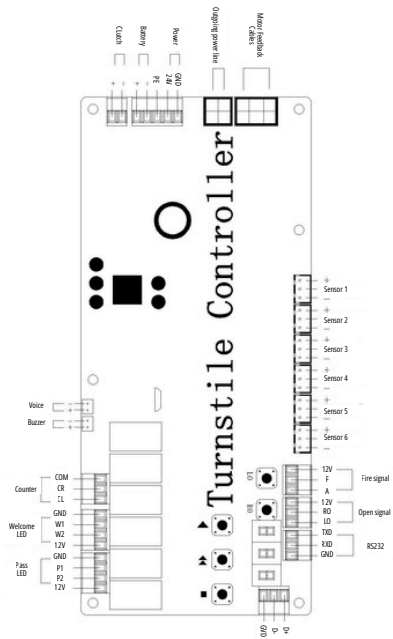 Clutch
+
−
Battery
+
−
Power
PE
24V
GND
Outgoing power line
Motor Feedback
Cables
Turnstile Controller
+
Sensor 1
−
+
Sensor 2
−
+
Sensor 3
−
+
Sensor 4
−
+
Sensor 5
−
+
Sensor 6
−
Voice
−
+
Buzzer
−
+
Counter
COM
CR
CL
Welcome
LED
GND
W1
W2
12V
Pass
LED
GND
P1
P2
12V
LO
RO
12V
F
A
Fire signal
12V
RO
LO
Open signal
TXD
RXD
GND
RS232
D-
D+